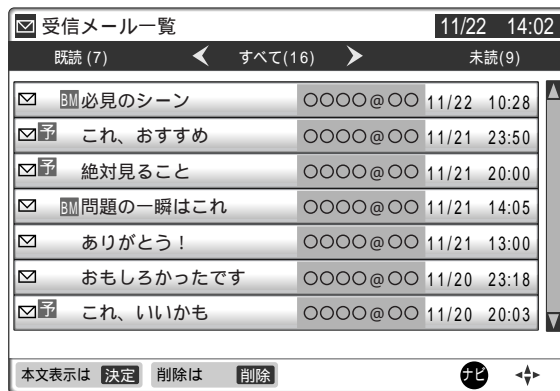 受信メール一覧 11/22 14:02
既読(7) すべて(16) 未読(9)
BM必見のシーン ○○○○@○○ 11/22 10:28
予 これ、おすすめ ○○○○@○○ 11/21 23:50
予 絶対見ること ○○○○@○○ 11/21 20:00
BM問題の一瞬はこれ ○○○○@○○ 11/21 14:05
ありがとう! ○○○○@○○ 11/21 13:00
おもしろかったです ○○○○@○○ 11/20 23:18
予 これ、いいかも ○○○○@○○ 11/20 20:03
本文表示は 決定 削除は 削除 ナビ